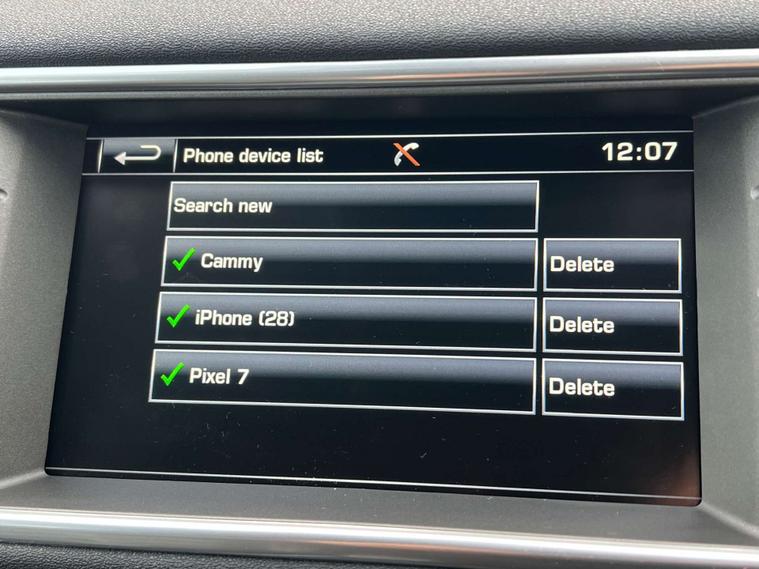 Phone device list
12:07
Search new
Cammy
Delete
iPhone (28)
Delete
Pixel 7
Delete